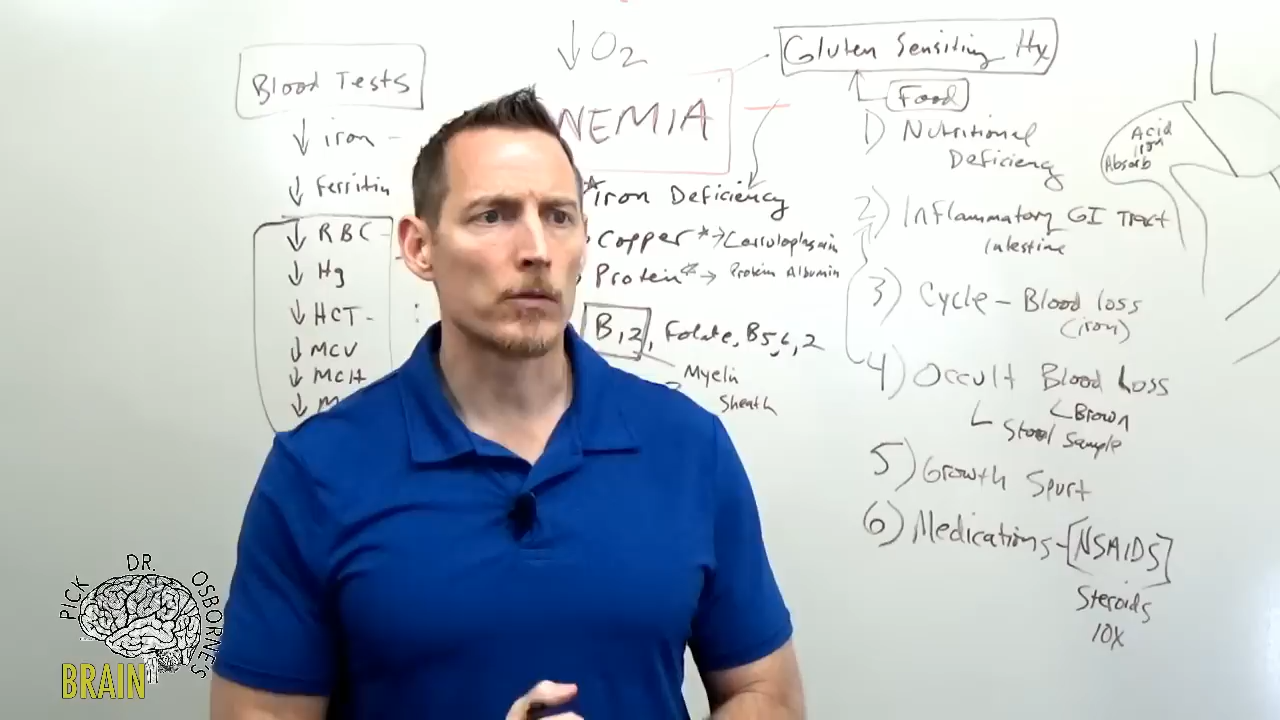 ↓ O2
Blood Tests
↓ iron -
↓ Ferritin
↓ RBC -
↓ Hg
↓ HCT -
↓ MCV
↓ MCH
↓ M
NEMIA
*iron Deficiency
Copper * → Cerruloplasmin
Protein * → Protein Albumin
B12, Folate, B5,6,2
Myelin
Sheath
Gluten Sensitivity Hx
Food
1) Nutritional
Deficiency
2) Inflammatory GI Tract
Intestine
3) Cycle - Blood loss
(iron)
4) Occult Blood Loss
Brown
Stool Sample
5) Growth Spurt
6) Medications - [NSAIDS]
Steroids
10X
Acid
iron
Absorb
PICK DR. OSBORNE'S
BRAIN